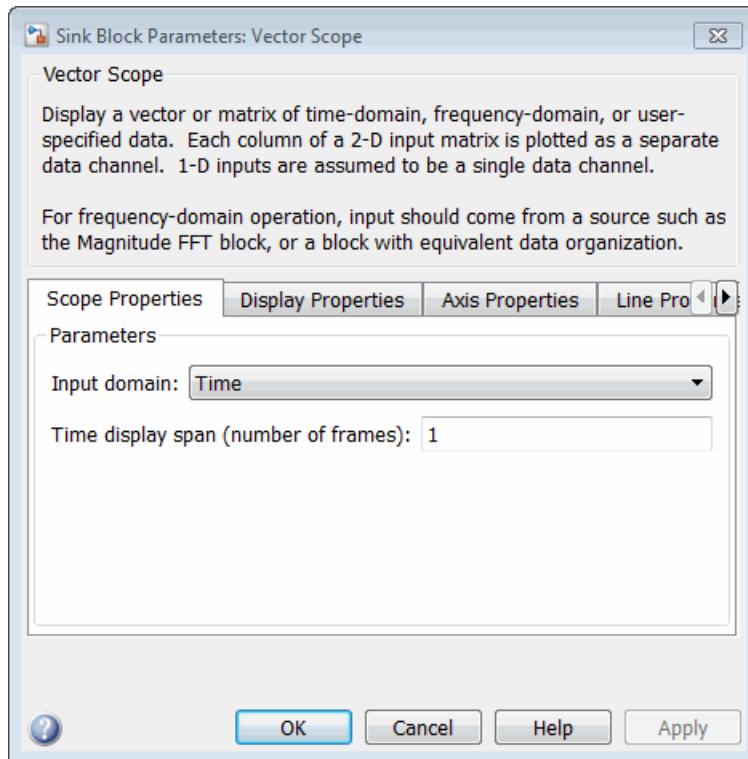 Sink Block Parameters: Vector Scope
Vector Scope
Display a vector or matrix of time-domain, frequency-domain, or user-
specified data.  Each column of a 2-D input matrix is plotted as a separate
data channel.  1-D inputs are assumed to be a single data channel.
For frequency-domain operation, input should come from a source such as
the Magnitude FFT block, or a block with equivalent data organization.
Scope Properties Display Properties Axis Properties Line Pro
Parameters
Input domain: Time
Time display span (number of frames): 1
OK Cancel Help Apply